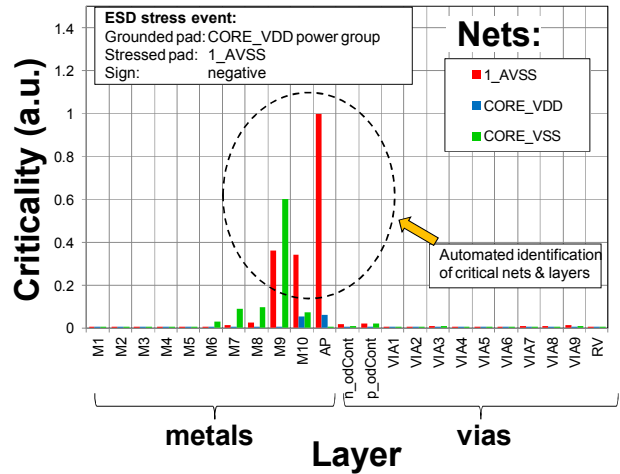 ESD stress event:
Grounded pad: CORE_VDD power group
Stressed pad: 1_AVSS
Sign: negative
Nets:
1_AVSS
CORE_VDD
CORE_VSS
Automated identification
of critical nets & layers
Criticality (a.u.)
1.4
1.2
1
0.8
0.6
0.4
0.2
0
M1
M2
M3
M4
M5
M6
M7
M8
M9
M10
AP
n_odCont
p_odCont
VIA1
VIA2
VIA3
VIA4
VIA5
VIA6
VIA7
VIA8
VIA9
RV
metals
vias
Layer